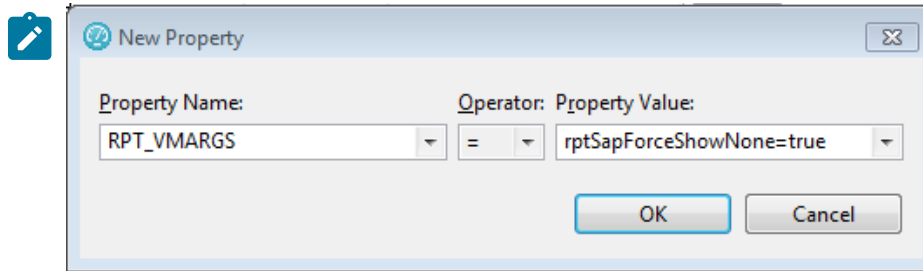 New Property
Property Name: Operator: Property Value:
RPT_VMARGS = rptSapForceShowNone=true
OK Cancel